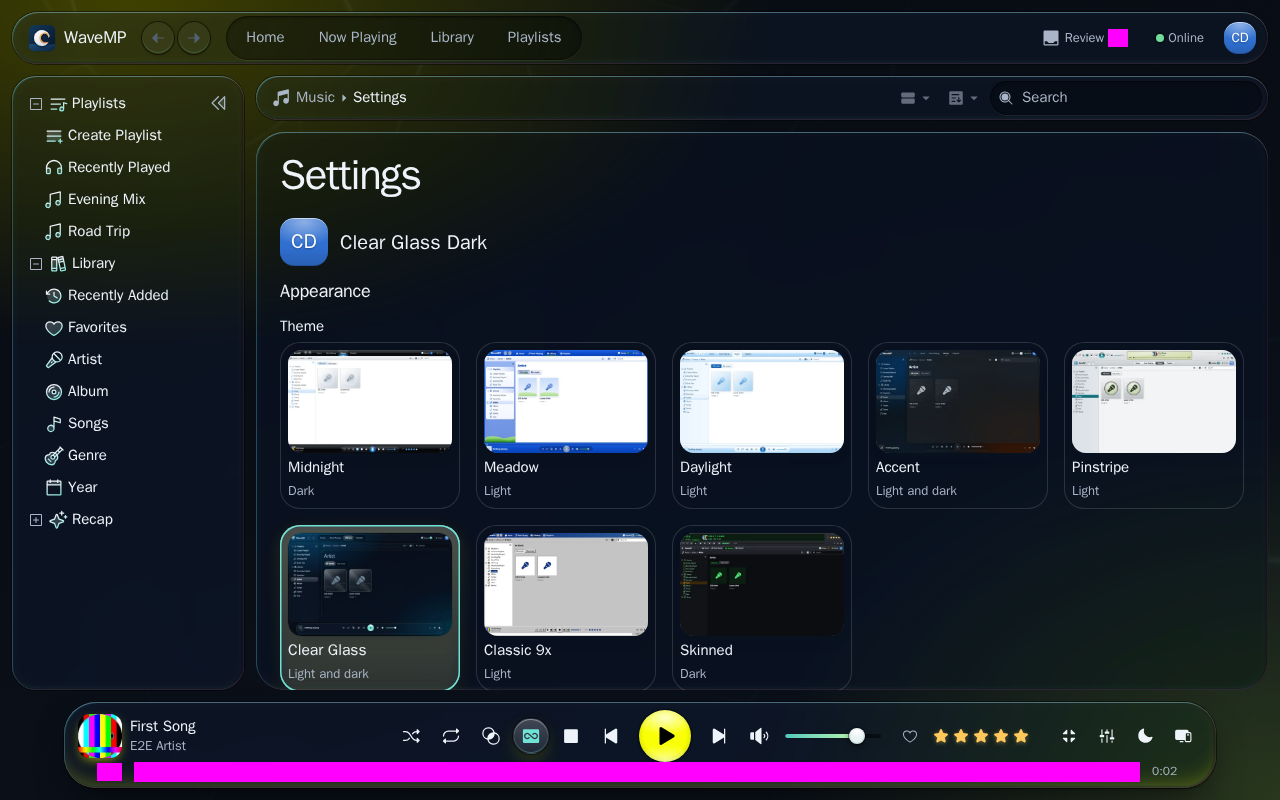 WaveMP
Home
Now Playing
Library
Playlists
Review
Online
CD
Playlists
Create Playlist
Recently Played
Evening Mix
Road Trip
Library
Recently Added
Favorites
Artist
Album
Songs
Genre
Year
Recap
Music
Settings
Search
Settings
CD
Clear Glass Dark
Appearance
Theme
Midnight
Dark
Meadow
Light
Daylight
Light
Accent
Light and dark
Pinstripe
Light
Clear Glass
Light and dark
Classic 9x
Light
Skinned
Dark
First Song
E2E Artist
0:02